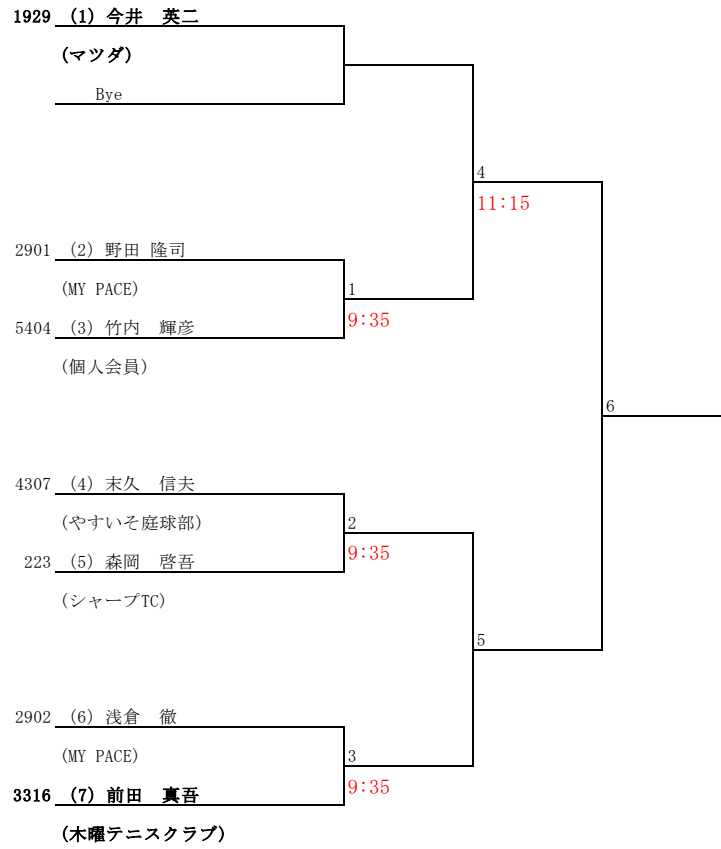 1929 (1) 今井　英二
(マツダ)
Bye
4
11:15
2901 (2) 野田 隆司
(MY PACE)
1
5404 (3) 竹内　輝彦
9:35
(個人会員)
6
4307 (4) 末久　信夫
(やすいそ庭球部)
2
223 (5) 森岡　啓吾
9:35
(シャープTC)
5
2902 (6) 浅倉　徹
(MY PACE)
3
3316 (7) 前田　真吾
9:35
(木曜テニスクラブ)